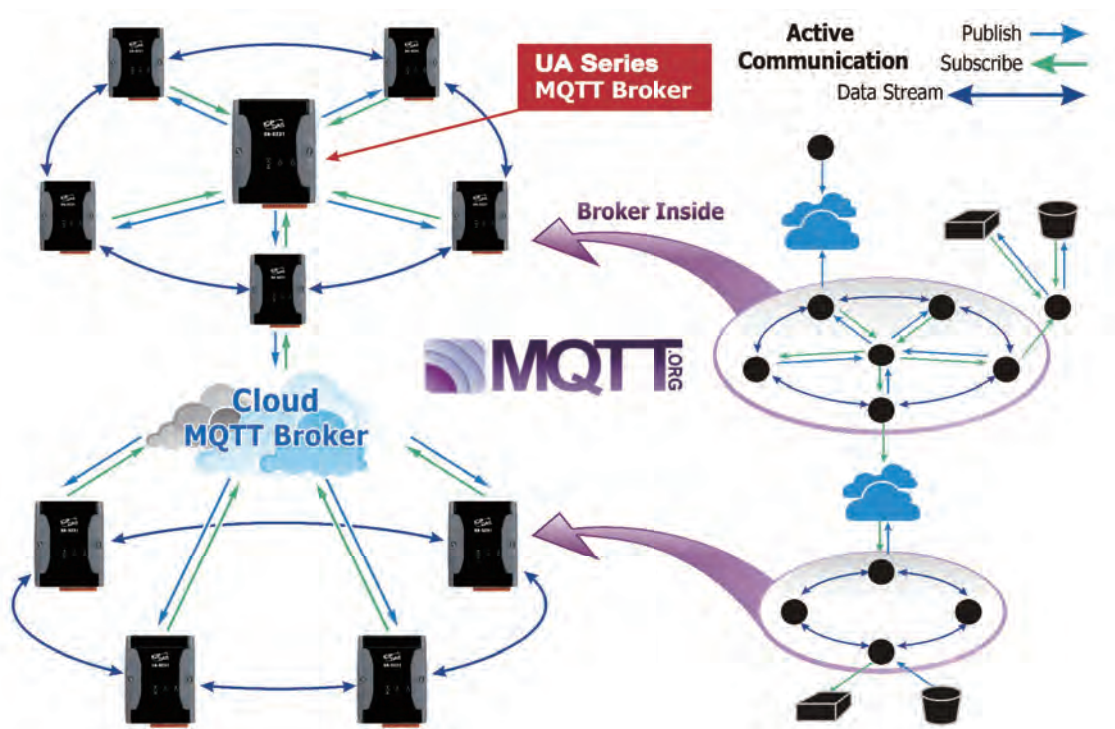 Active
Communication
Publish
Subscribe
Data Stream
UA Series
MQTT Broker
Broker Inside
MQTT.ORG
Cloud
MQTT Broker